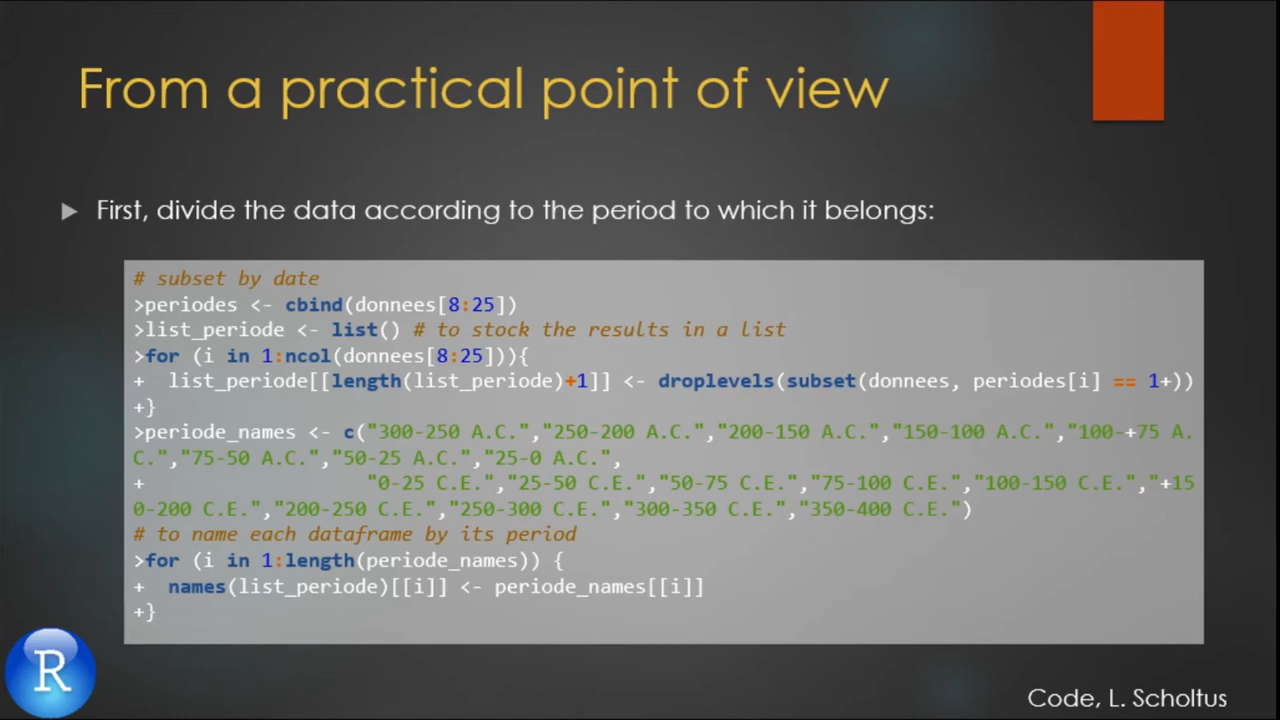 From a practical point of view
First, divide the data according to the period to which it belongs:
# subset by date
>periodes <- cbind(donnees[8:25])
>list_periode <- list() # to stock the results in a list
>for (i in 1:ncol(donnees[8:25])){
+  list_periode[[length(list_periode)+1]] <- droplevels(subset(donnees, periodes[i] == 1+))
+}
>periode_names <- c("300-250 A.C.","250-200 A.C.","200-150 A.C.","150-100 A.C.","100-+75 A.
C.","75-50 A.C.","50-25 A.C.","25-0 A.C.",
+                   "0-25 C.E.","25-50 C.E.","50-75 C.E.","75-100 C.E.","100-150 C.E.","+15
0-200 C.E.","200-250 C.E.","250-300 C.E.","300-350 C.E.","350-400 C.E.")
# to name each dataframe by its period
>for (i in 1:length(periode_names)) {
+  names(list_periode)[[i]] <- periode_names[[i]]
+}
R
Code, L. Scholtus